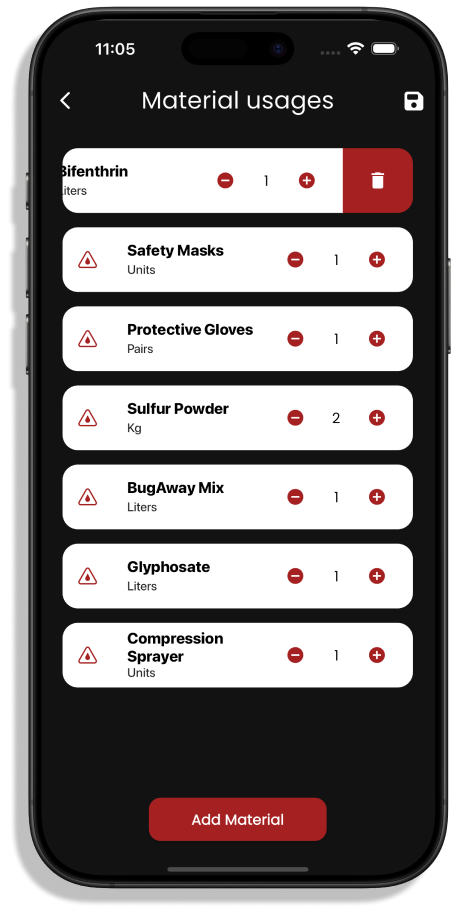 11:05
Material usages
Bifenthrin
Liters
1
Safety Masks
Units
1
Protective Gloves
Pairs
1
Sulfur Powder
Kg
2
BugAway Mix
Liters
1
Glyphosate
Liters
1
Compression
Sprayer
Units
1
Add Material